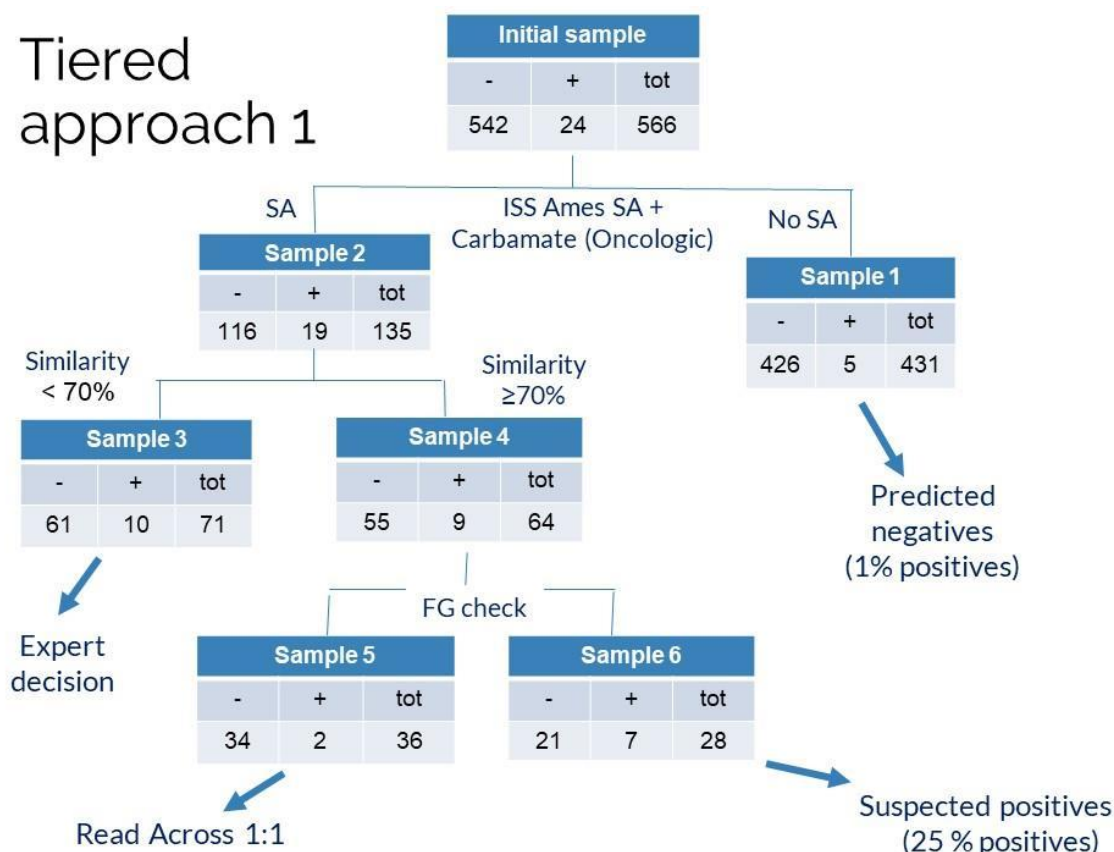 Tiered
approach 1
Initial sample
- + tot
542 24 566
SA
ISS Ames SA +
Carbamate (Oncologic)
No SA
Sample 2
- + tot
116 19 135
Sample 1
- + tot
426 5 431
Similarity
< 70%
Similarity
≥70%
Sample 3
- + tot
61 10 71
Sample 4
- + tot
55 9 64
Predicted
negatives
(1% positives)
FG check
Expert
decision
Sample 5
- + tot
34 2 36
Sample 6
- + tot
21 7 28
Read Across 1:1
Suspected positives
(25 % positives)